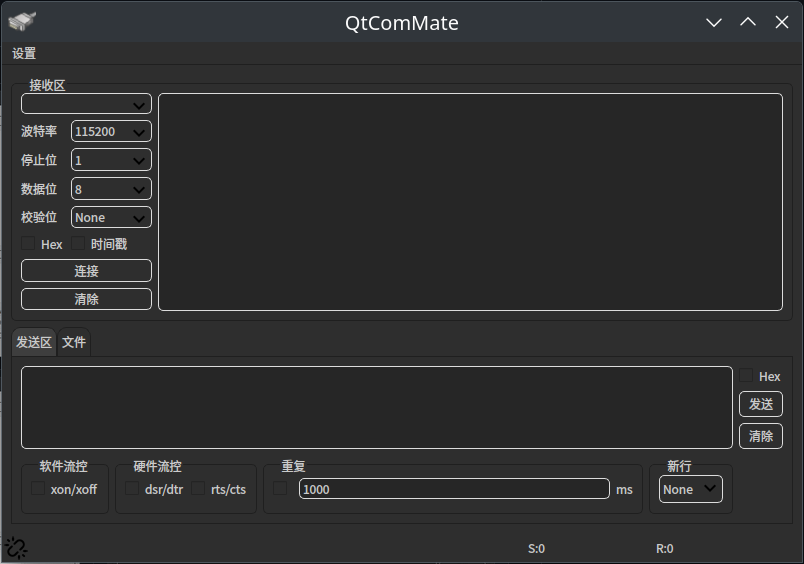 QtComMate
设置
接收区
波特率 115200
停止位 1
数据位 8
校验位 None
Hex 时间戳
连接
清除
发送区 文件
Hex
发送
清除
软件流控 硬件流控 重复 新行
xon/xoff dsr/dtr rts/cts 1000 ms None
S:0 R:0